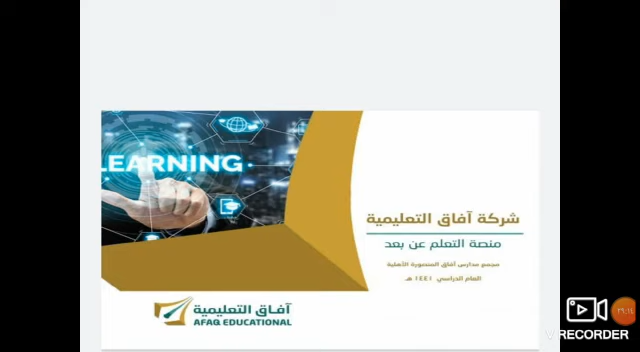 LEARNING
شركة آفاق التعليمية
منصة التعلم عن بعد
مجمع مدارس آفاق المنصورة الأهلية
العام الدراسي ١٤٤١ هـ
آفاق التعليمية
AFAQ EDUCATIONAL
V RECORDER